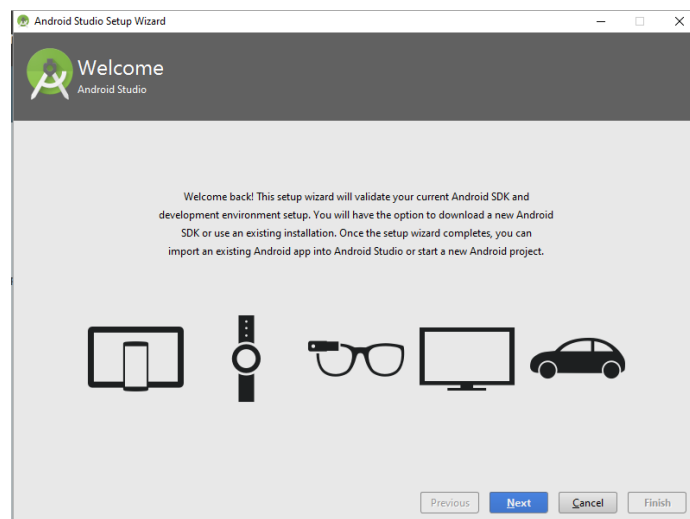 Android Studio Setup Wizard
Welcome
Android Studio
Welcome back! This setup wizard will validate your current Android SDK and
development environment setup. You will have the option to download a new Android
SDK or use an existing installation. Once the setup wizard completes, you can
import an existing Android app into Android Studio or start a new Android project.
Previous Next Cancel Finish